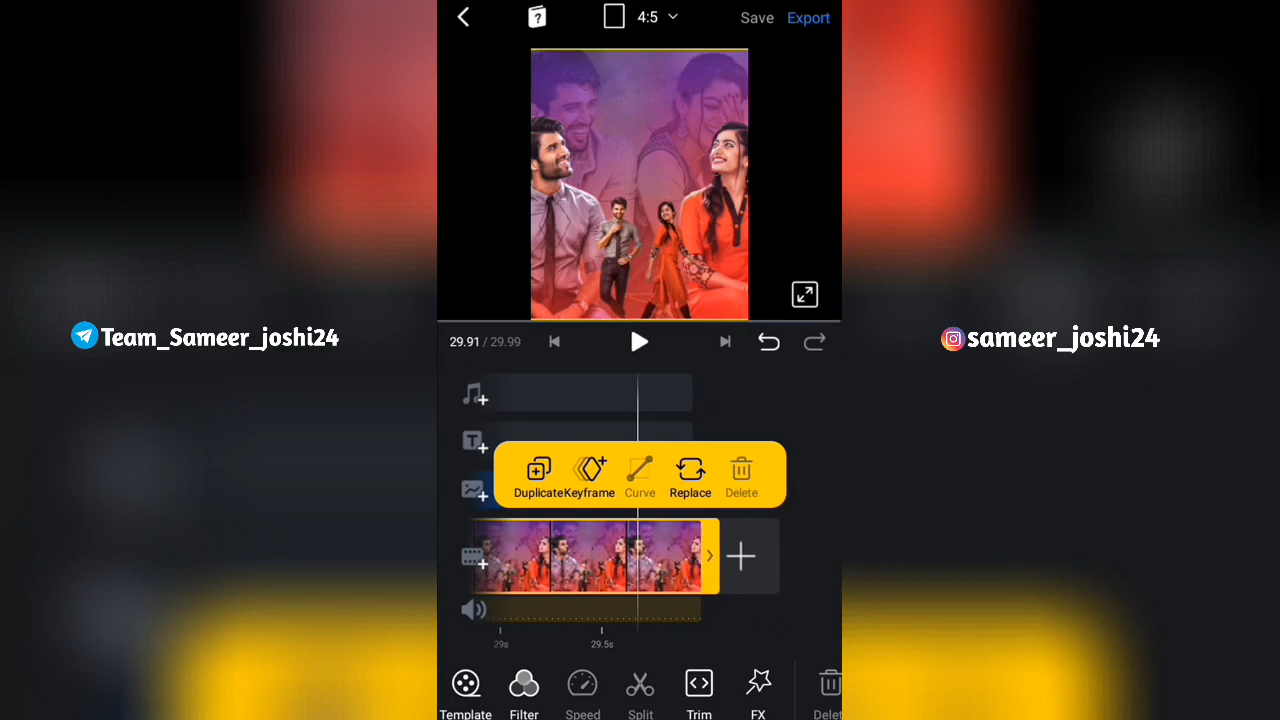 4:5
Save
Export
Team_Sameer_joshi24
sameer_joshi24
29.91 / 29.99
T
Duplicate
Keyframe
Curve
Replace
Delete
29s
29.5s
Template
Filter
Speed
Split
Trim
FX
Delet